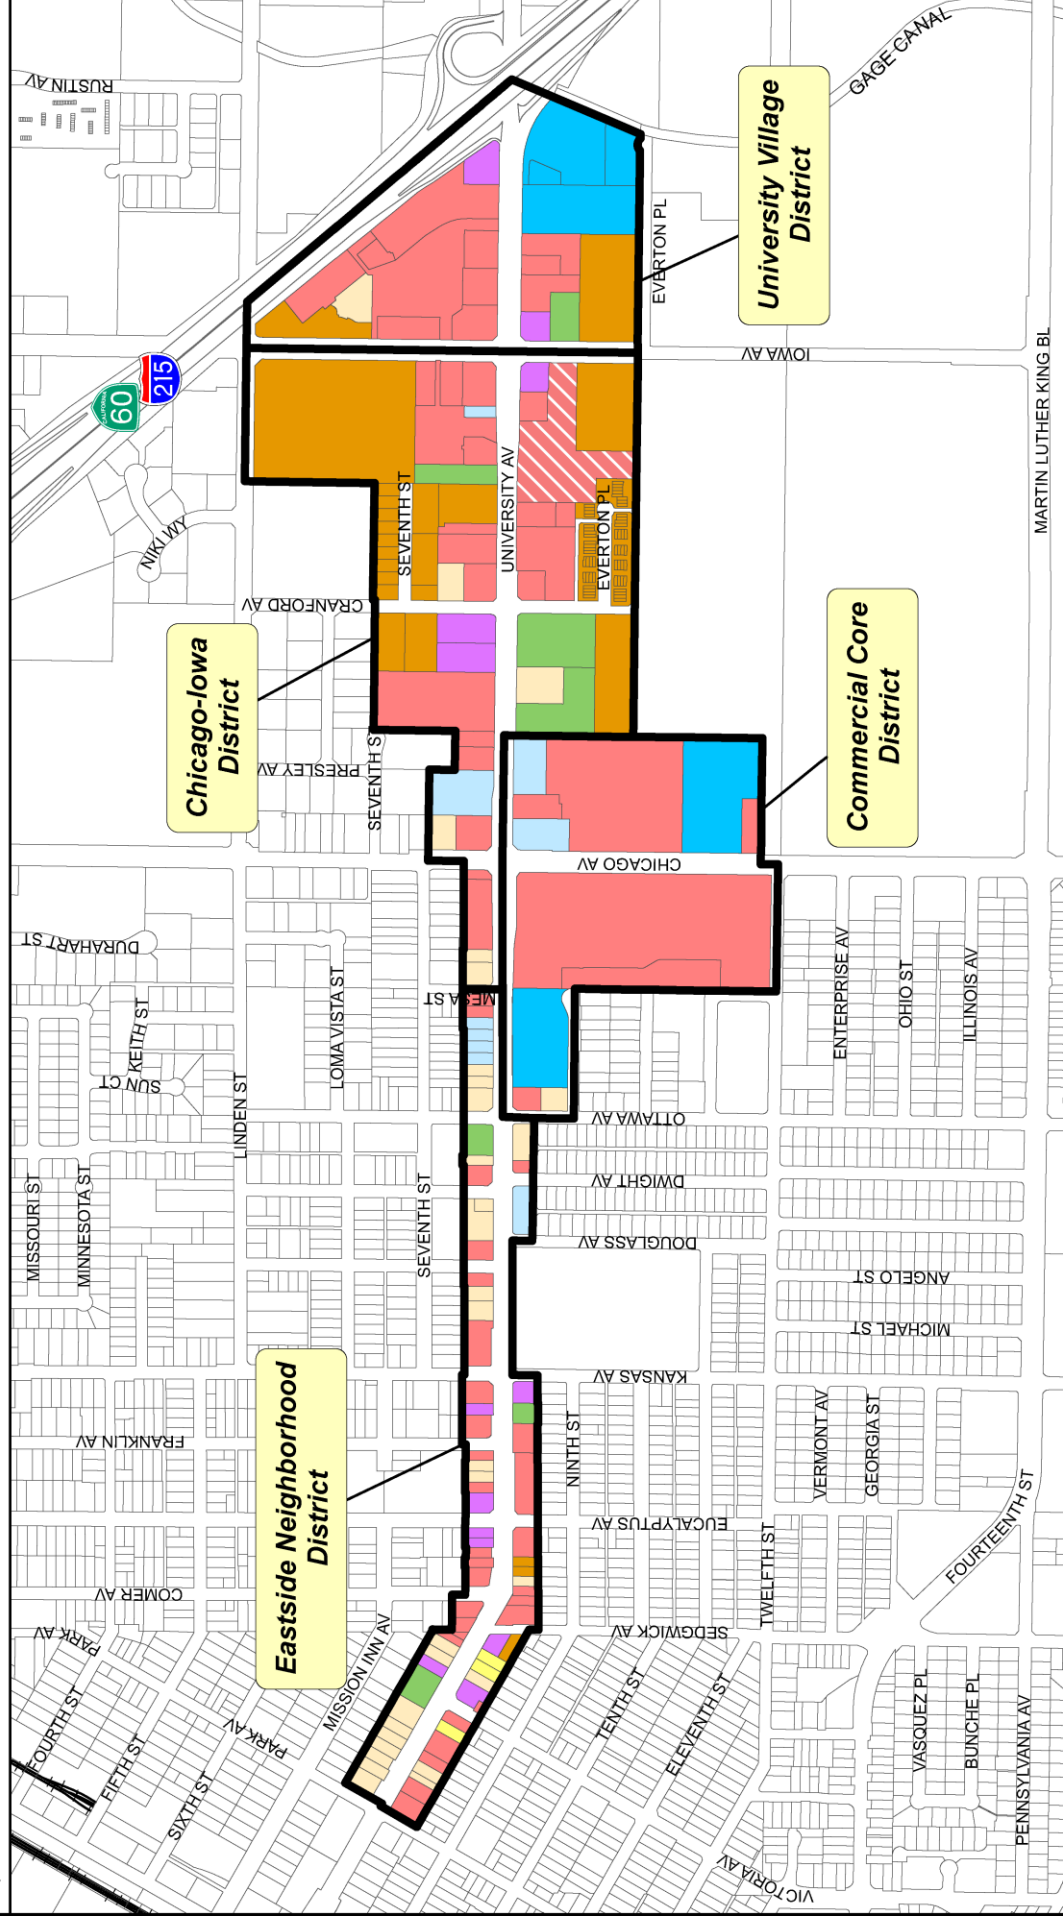 RUSTIN AV
GAGE CANAL
University Village
District
EVERTON PL
IOWA AV
MARTIN LUTHER KING BL
CALIFORNIA
60
215
NIKI WY
SEVENTH ST
UNIVERSITY AV
EVERTON PL
CRANFORD AV
Chicago-Iowa
District
Commercial Core
District
PRESLEY AV
SEVENTH S
CHICAGO AV
DURAHART ST
KEITH ST
SUN CT
LOMA VISTA ST
MESA ST
LINDEN ST
ENTERPRISE AV
OHIO ST
ILLINOIS AV
OTTAWA AV
DWIGHT AV
DOUGLASS AV
MISSOURI ST
MINNESOTA ST
SEVENTH ST
ANGELO ST
MICHAEL ST
KANSAS AV
Eastside Neighborhood
District
FRANKLIN AV
NINTH ST
VERMONT AV
GEORGIA ST
EUCALYPTUS AV
TWELFTH ST
FOURTEENTH ST
COMER AV
PARK AV
SEDGWICK AV
MISSION INN AV
FOURTH ST
FIFTH ST
SIXTH ST
PARK AV
TENTH ST
ELEVENTH ST
VASQUEZ PL
BUNCHE PL
PENNSYLVANIA AV
VICTORIA AV